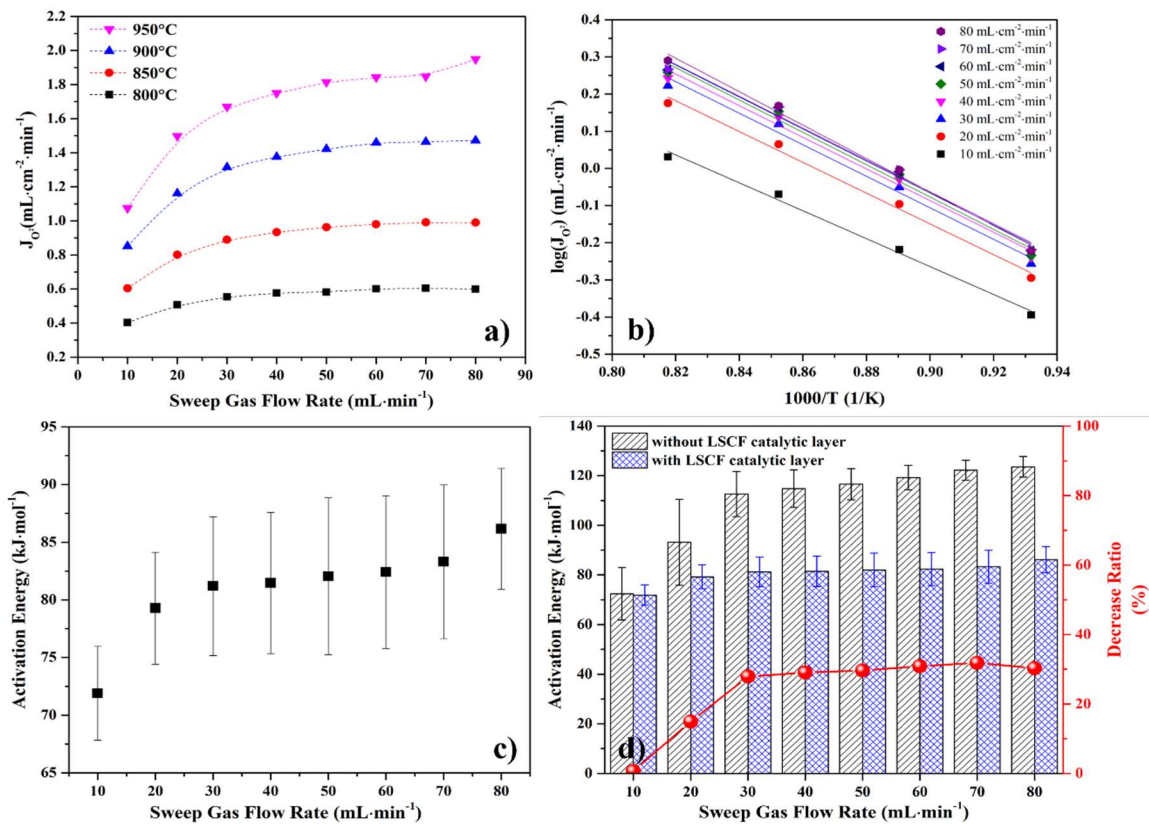 950°C
900°C
850°C
800°C
2.2
2.0
1.8
1.6
1.4
1.2
1.0
0.8
0.6
0.4
0.2
J_O²(mL·cm⁻²·min⁻¹)
0 10 20 30 40 50 60 70 80 90
Sweep Gas Flow Rate (mL·min⁻¹)
a)
80 mL·cm⁻²·min⁻¹
70 mL·cm⁻²·min⁻¹
60 mL·cm⁻²·min⁻¹
50 mL·cm⁻²·min⁻¹
40 mL·cm⁻²·min⁻¹
30 mL·cm⁻²·min⁻¹
20 mL·cm⁻²·min⁻¹
10 mL·cm⁻²·min⁻¹
0.4
0.3
0.2
0.1
0.0
-0.1
-0.2
-0.3
-0.4
-0.5
log(J_O²) (mL·cm⁻²·min⁻¹)
0.80 0.82 0.84 0.86 0.88 0.90 0.92 0.94
1000/T (1/K)
b)
95
90
85
80
75
70
65
Activation Energy (kJ·mol⁻¹)
10 20 30 40 50 60 70 80
Sweep Gas Flow Rate (mL·min⁻¹)
c)
without LSCF catalytic layer
with LSCF catalytic layer
140
120
100
80
60
40
20
0
Activation Energy (kJ·mol⁻¹)
10 20 30 40 50 60 70 80
Sweep Gas Flow Rate (mL·min⁻¹)
d)
100
80
60
40
20
0
Decrease Ratio
(%)